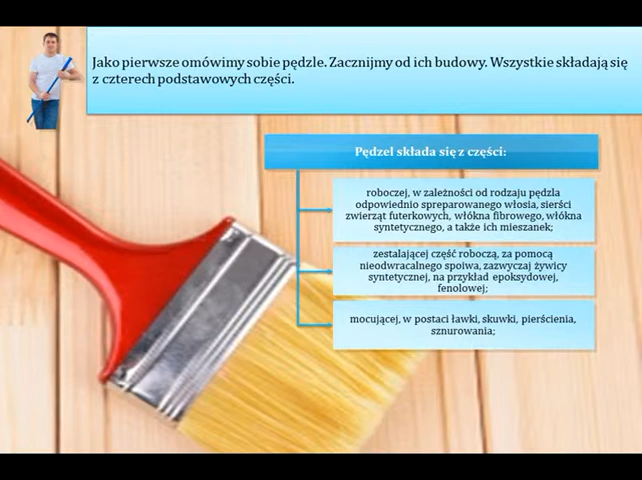 Jako pierwsze omówimy sobie pędzle. Zacznijmy od ich budowy. Wszystkie składają się
z czterech podstawowych części.
Pędzel składa się z części:
roboczej, w zależności od rodzaju pędzla
odpowiednio spreparowanego włosia, sierści
zwierząt futerkowych, włókna fibrowego, włókna
syntetycznego, a także ich mieszanek;
zestalającej część roboczą, za pomocą
nieodwracalnego spoiwa, zazwyczaj żywicy
syntetycznej, na przykład epoksydowej,
fenolowej;
mocującej, w postaci ławki, skuwki, pierścienia,
sznurowania;